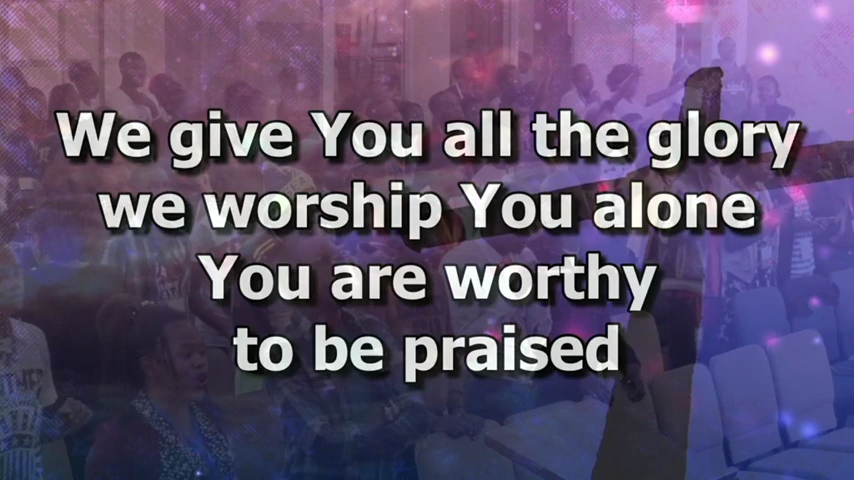 We give You all the glory
we worship You alone
You are worthy
to be praised